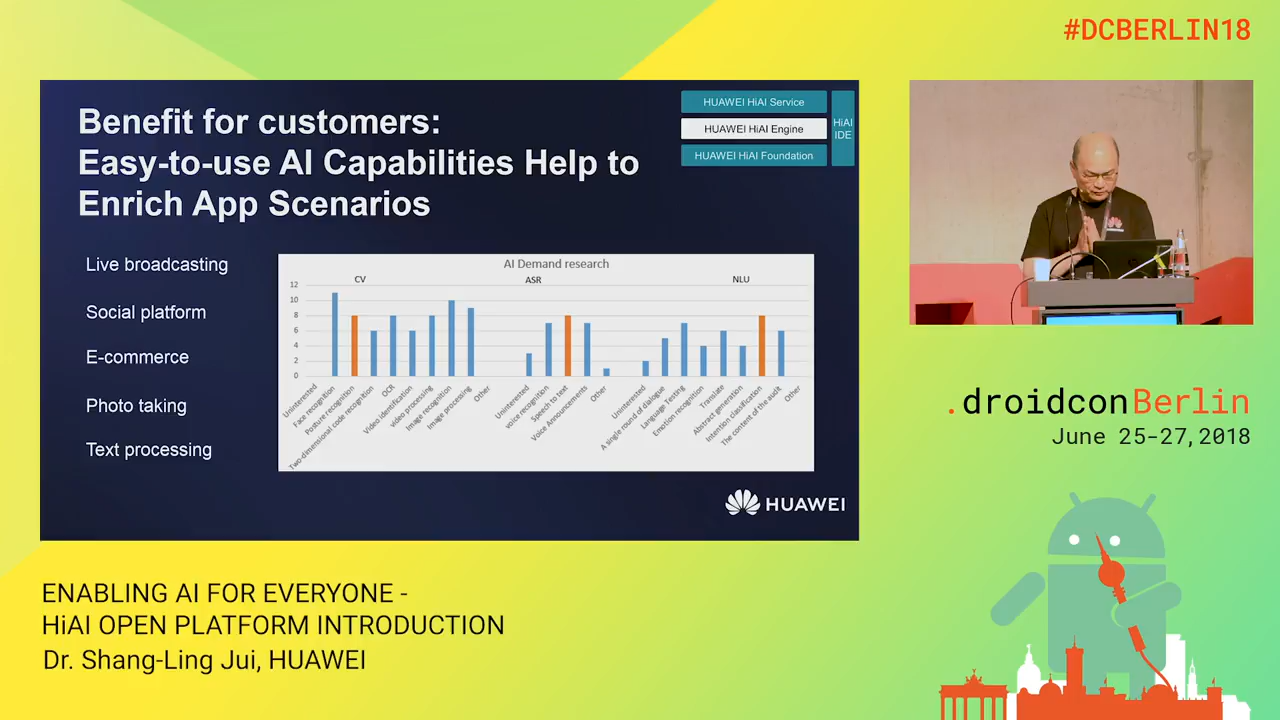 #DCBERLIN18
Benefit for customers:
Easy-to-use AI Capabilities Help to
Enrich App Scenarios
HUAWEI HiAI Service
HUAWEI HiAI Engine
HUAWEI HiAI Foundation
HiAI
IDE
Live broadcasting
Social platform
E-commerce
Photo taking
Text processing
AI Demand research
CV
ASR
NLU
12
10
8
6
4
2
0
Uninterested
Face recognition
Posture recognition
Two-dimensional code recognition
OCR
Video identification
video processing
Image recognition
Image processing
Other
Uninterested
voice recognition
Speech to text
Voice Announcements
Other
Uninterested
A single round of dialogue
Language Testing
Emotion recognition
Translate
Abstract generation
Intention classification
The content of the audit
Other
HUAWEI
.droidconBerlin
June 25-27, 2018
ENABLING AI FOR EVERYONE -
HiAI OPEN PLATFORM INTRODUCTION
Dr. Shang-Ling Jui, HUAWEI